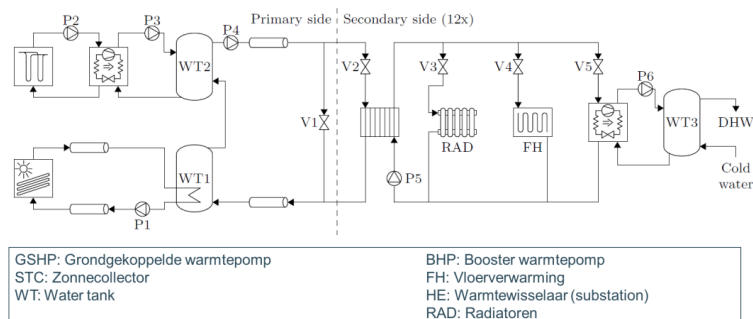 Primary side
Secondary side (12x)
P2
P3
P4
WT2
V2
V3
V4
V5
P6
V1
RAD
FH
WT3
DHW
WT1
P5
Cold
water
P1
GSHP: Grondgekoppelde warmtepomp
STC: Zonnecollector
WT: Water tank
BHP: Booster warmtepomp
FH: Vloerverwarming
HE: Warmtewisselaar (substation)
RAD: Radiatoren